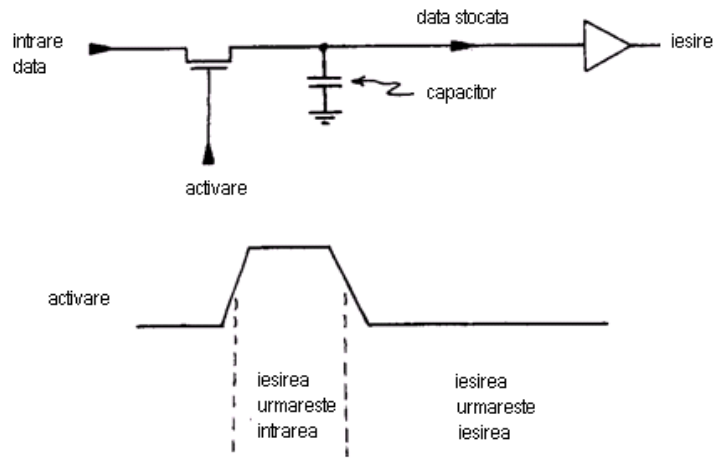 data stocata
intrare
data
iesire
capacitor
activare
activare
iesirea
urmareste
intrarea
iesirea
urmareste
iesirea